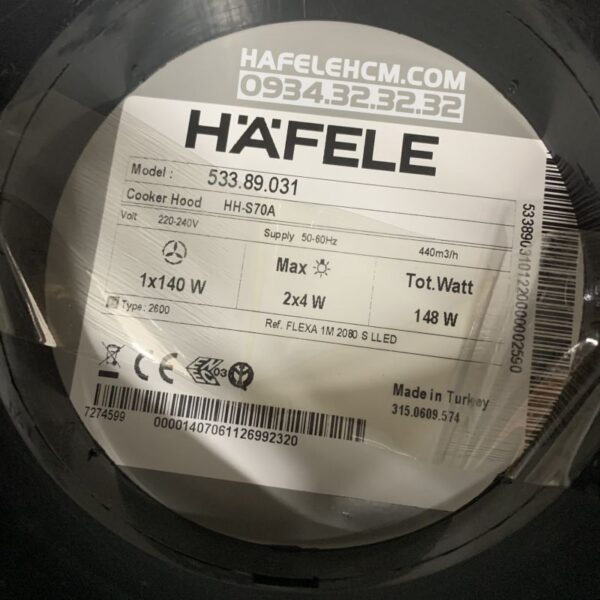 HAFELEHCM.COM
0934.32.32.32
HÄFELE
Model : 533.89.031
Cooker Hood HH-S70A
Volt 220-240V Supply 50-60Hz 440m3/h
1x140 W Max 2x4 W Tot.Watt 148 W
Type: 2600 Ref. FLEXA 1M 2080 S LLED
CE 03
Made in Turkey
315.0609.574
7274599
00001407061126992320